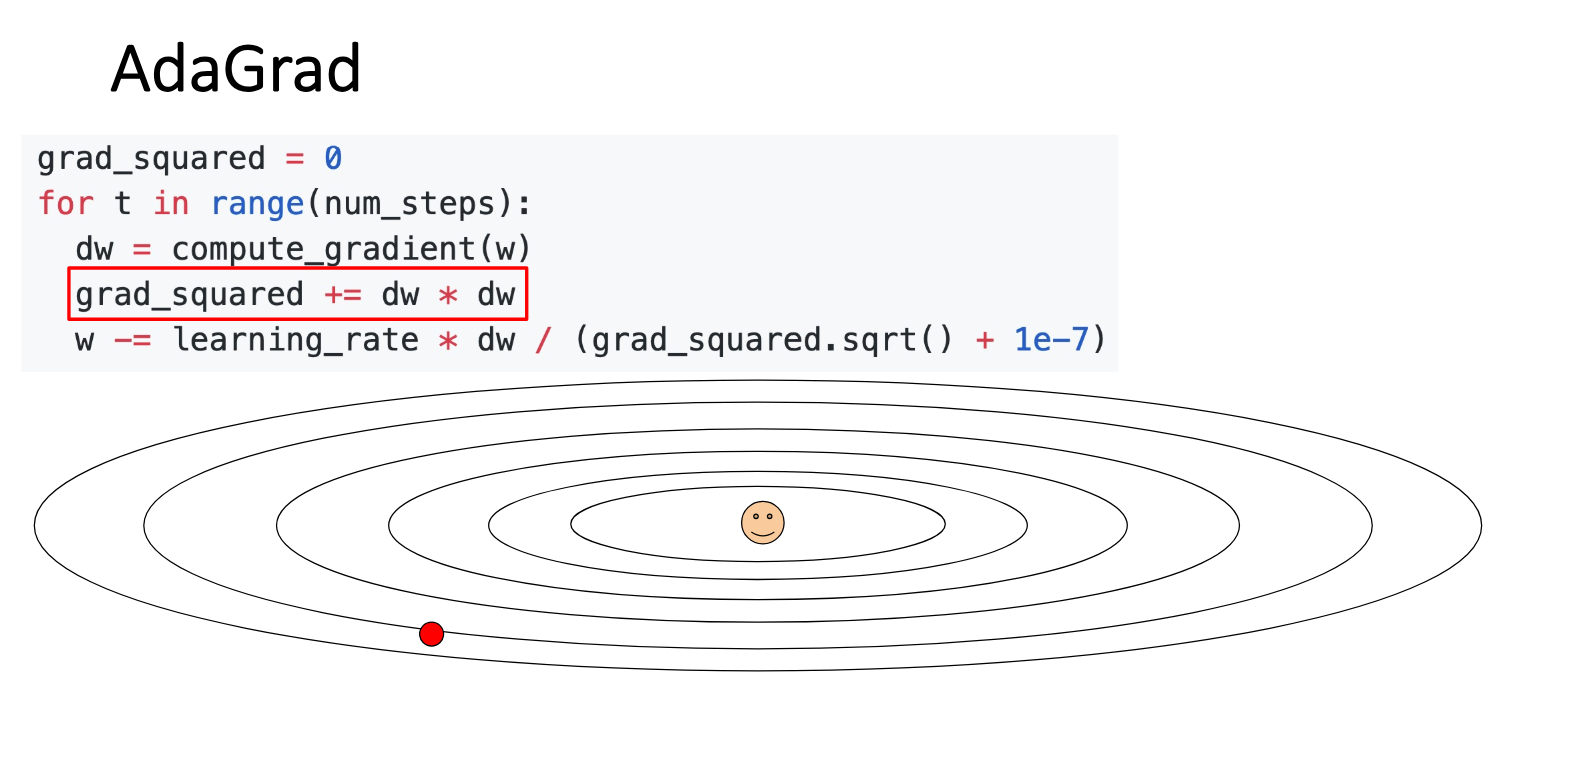 AdaGrad
grad_squared = 0
for t in range(num_steps):
  dw = compute_gradient(w)
  grad_squared += dw * dw
  w -= learning_rate * dw / (grad_squared.sqrt() + 1e-7)